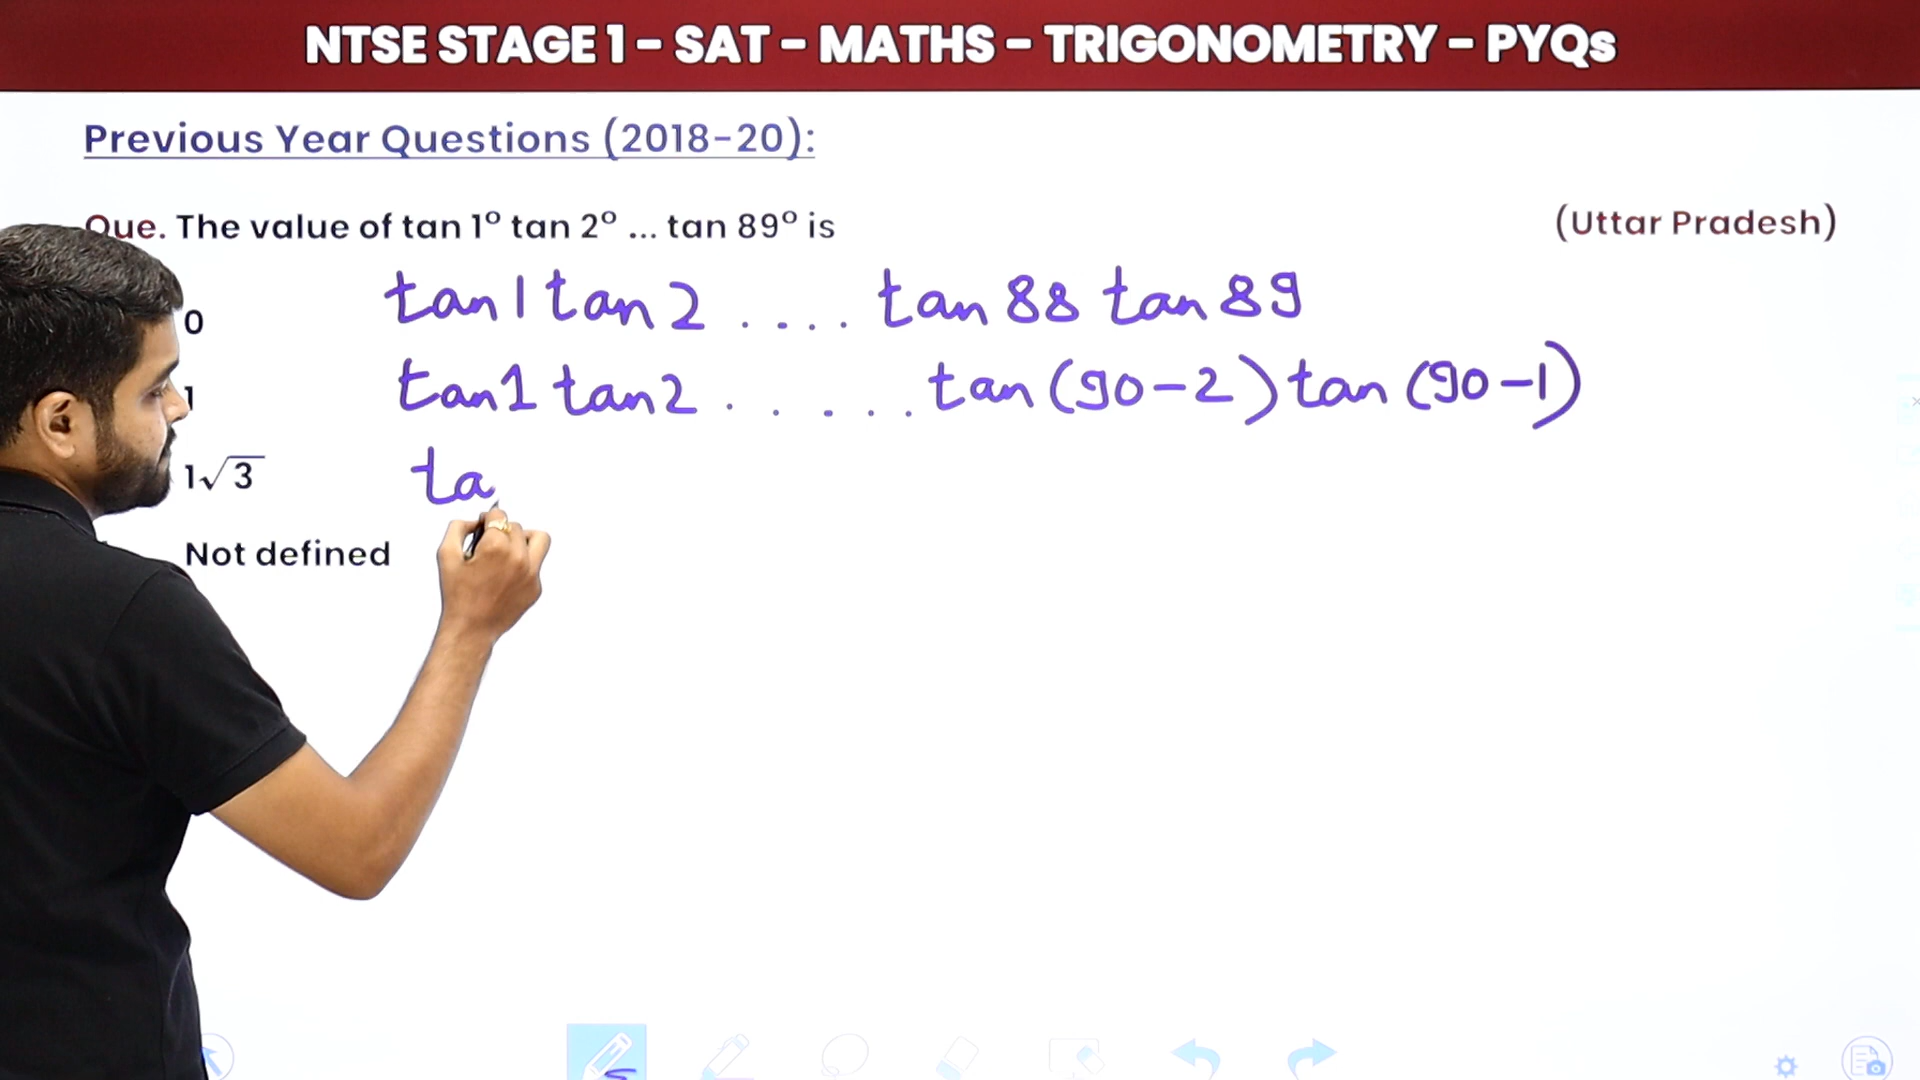 NTSE STAGE 1 – SAT – MATHS – TRIGONOMETRY – PYQs
Previous Year Questions (2018-20):
Que. The value of tan 1° tan 2° ... tan 89° is
(Uttar Pradesh)
tan 1 tan 2 .... tan 88 tan 89
0
tan 1 tan 2 ...... tan (90-2) tan (90-1)
1
1√3
ta
Not defined